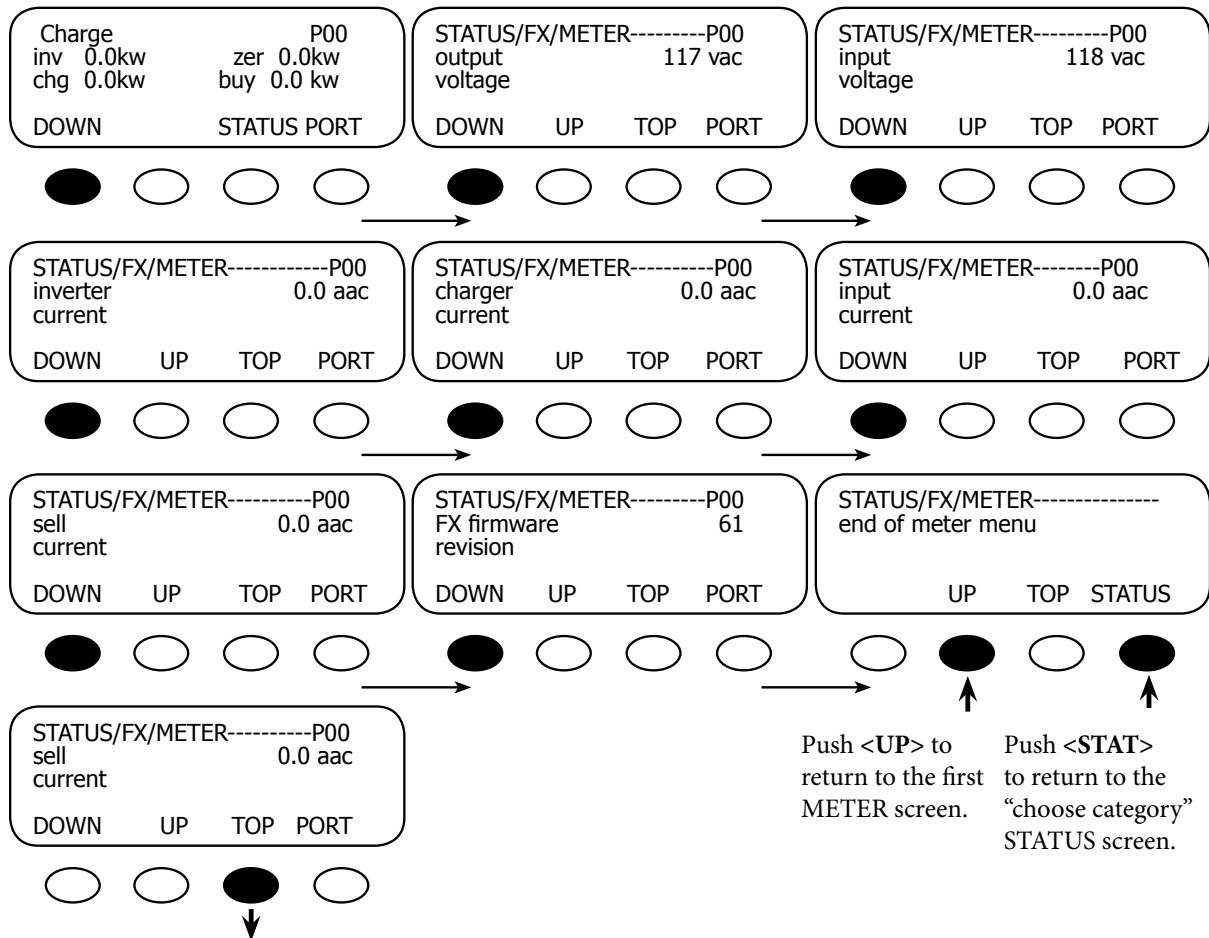 Charge P00
inv 0.0kw zer 0.0kw
chg 0.0kw buy 0.0 kw
DOWN STATUS PORT
STATUS/FX/METER---------P00
output 117 vac
voltage
DOWN UP TOP PORT
STATUS/FX/METER---------P00
input 118 vac
voltage
DOWN UP TOP PORT
STATUS/FX/METER------------P00
inverter 0.0 aac
current
DOWN UP TOP PORT
STATUS/FX/METER----------P00
charger 0.0 aac
current
DOWN UP TOP PORT
STATUS/FX/METER--------P00
input 0.0 aac
current
DOWN UP TOP PORT
STATUS/FX/METER----------P00
sell 0.0 aac
current
DOWN UP TOP PORT
STATUS/FX/METER---------P00
FX firmware 61
revision
DOWN UP TOP PORT
STATUS/FX/METER---------------
end of meter menu
UP TOP STATUS
STATUS/FX/METER----------P00
sell 0.0 aac
current
DOWN UP TOP PORT
Push <UP> to
return to the first
METER screen.
Push <STAT>
to return to the
“choose category”
STATUS screen.